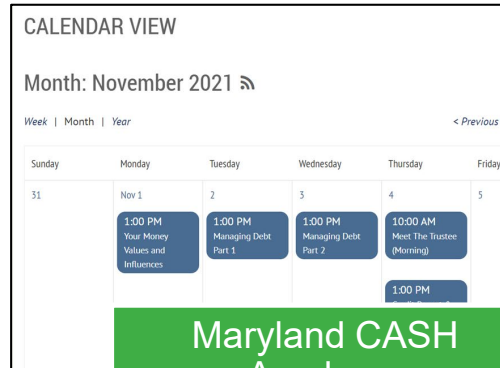 CALENDAR VIEW
Month: November 2021
Week | Month | Year
< Previous
Sunday Monday Tuesday Wednesday Thursday Friday
31 Nov 1 2 3 4 5
1:00 PM
Your Money
Values and
Influences
1:00 PM
Managing Debt
Part 1
1:00 PM
Managing Debt
Part 2
10:00 AM
Meet The Trustee
(Morning)
1:00 PM
Maryland CASH